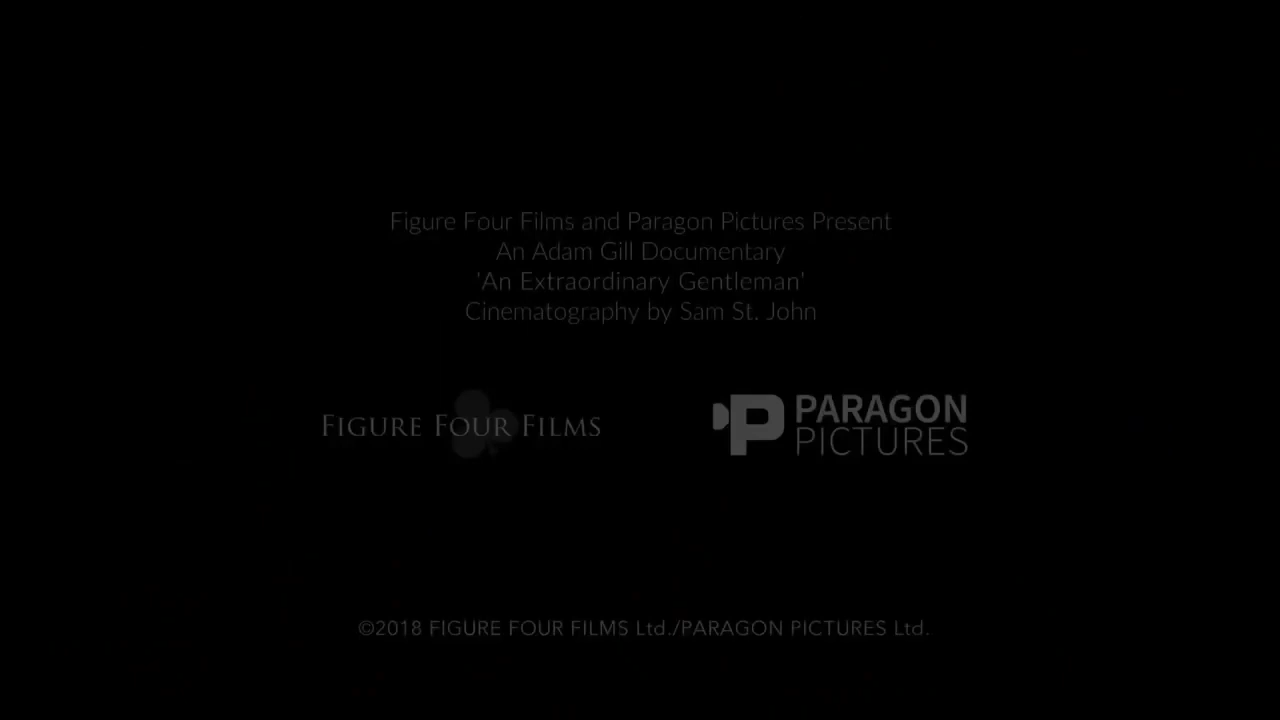 Figure Four Films and Paragon Pictures Present
An Adam Gill Documentary
'An Extraordinary Gentleman'
Cinematography by Sam St. John
FIGURE FOUR FILMS
PARAGON
PICTURES
©2018 FIGURE FOUR FILMS Ltd./PARAGON PICTURES Ltd.